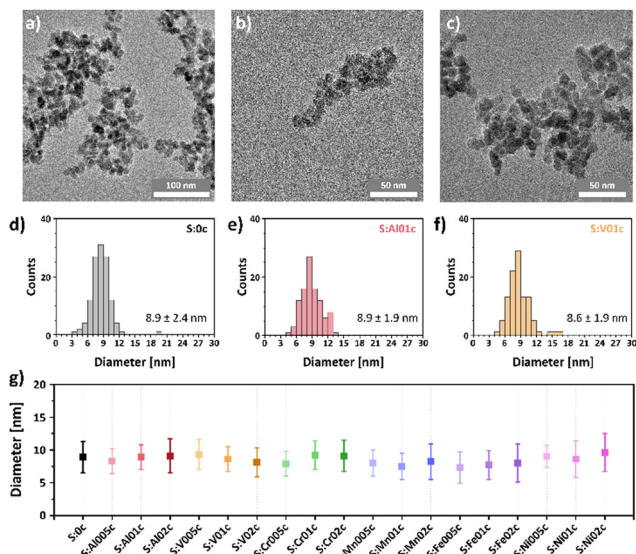 a)
b)
c)
100 nm
50 nm
50 nm
d)
e)
f)
S:0c
S:Al01c
S:V01c
40
20
0
Counts
8.9 ± 2.4 nm
0 3 6 9 12 15 18 21 24 27 30
Diameter [nm]
40
20
0
Counts
8.9 ± 1.9 nm
0 3 6 9 12 15 18 21 24 27 30
Diameter [nm]
40
20
0
Counts
8.6 ± 1.9 nm
0 3 6 9 12 15 18 21 24 27 30
Diameter [nm]
g)
20
15
10
5
0
Diameter [nm]
S:0c
S:Al005c
S:Al01c
S:Al02c
S:V005c
S:V01c
S:V02c
S:Cr005c
S:Cr01c
S:Cr02c
S:Mn005c
S:Mn01c
S:Mn02c
S:Fe005c
S:Fe01c
S:Fe02c
S:Ni005c
S:Ni01c
S:Ni02c